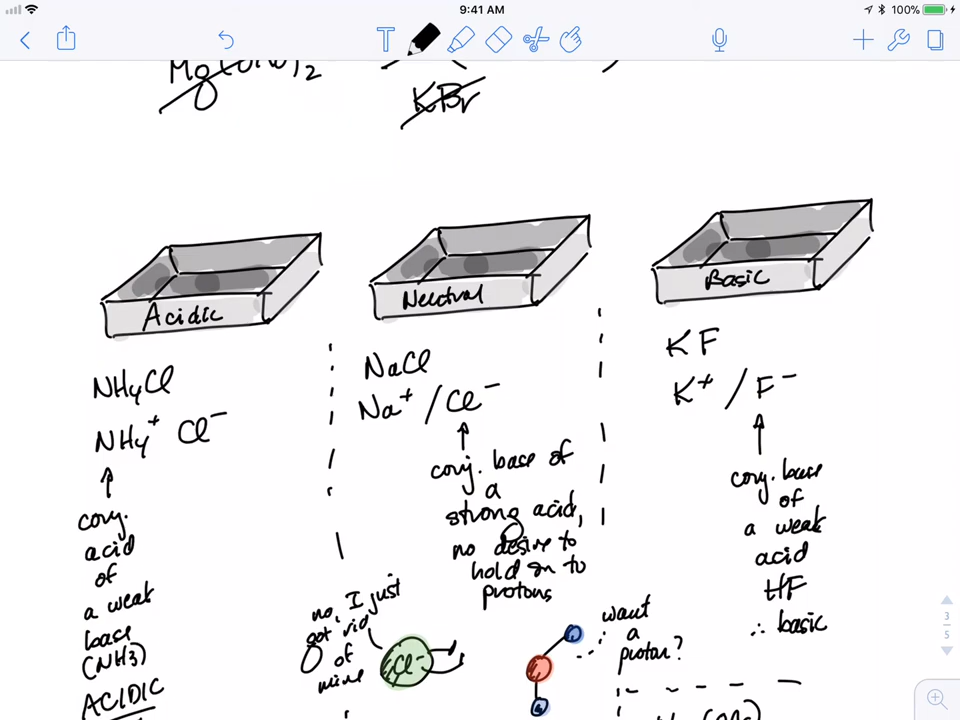 9:41 AM
100%
T
KBr
Acidic
Neutral
Basic
NH4Cl
NH4+ Cl-
conj.
acid
of
a weak
base
(NH3)
ACIDIC
NaCl
Na+ / Cl-
conj. base of
a
strong acid,
no desire to
hold on to
protons
no, I just
got rid
of
mine
Cl-
want
a
proton?
KF
K+ / F-
conj. base
of
a weak
acid
HF
∴ basic
3
5